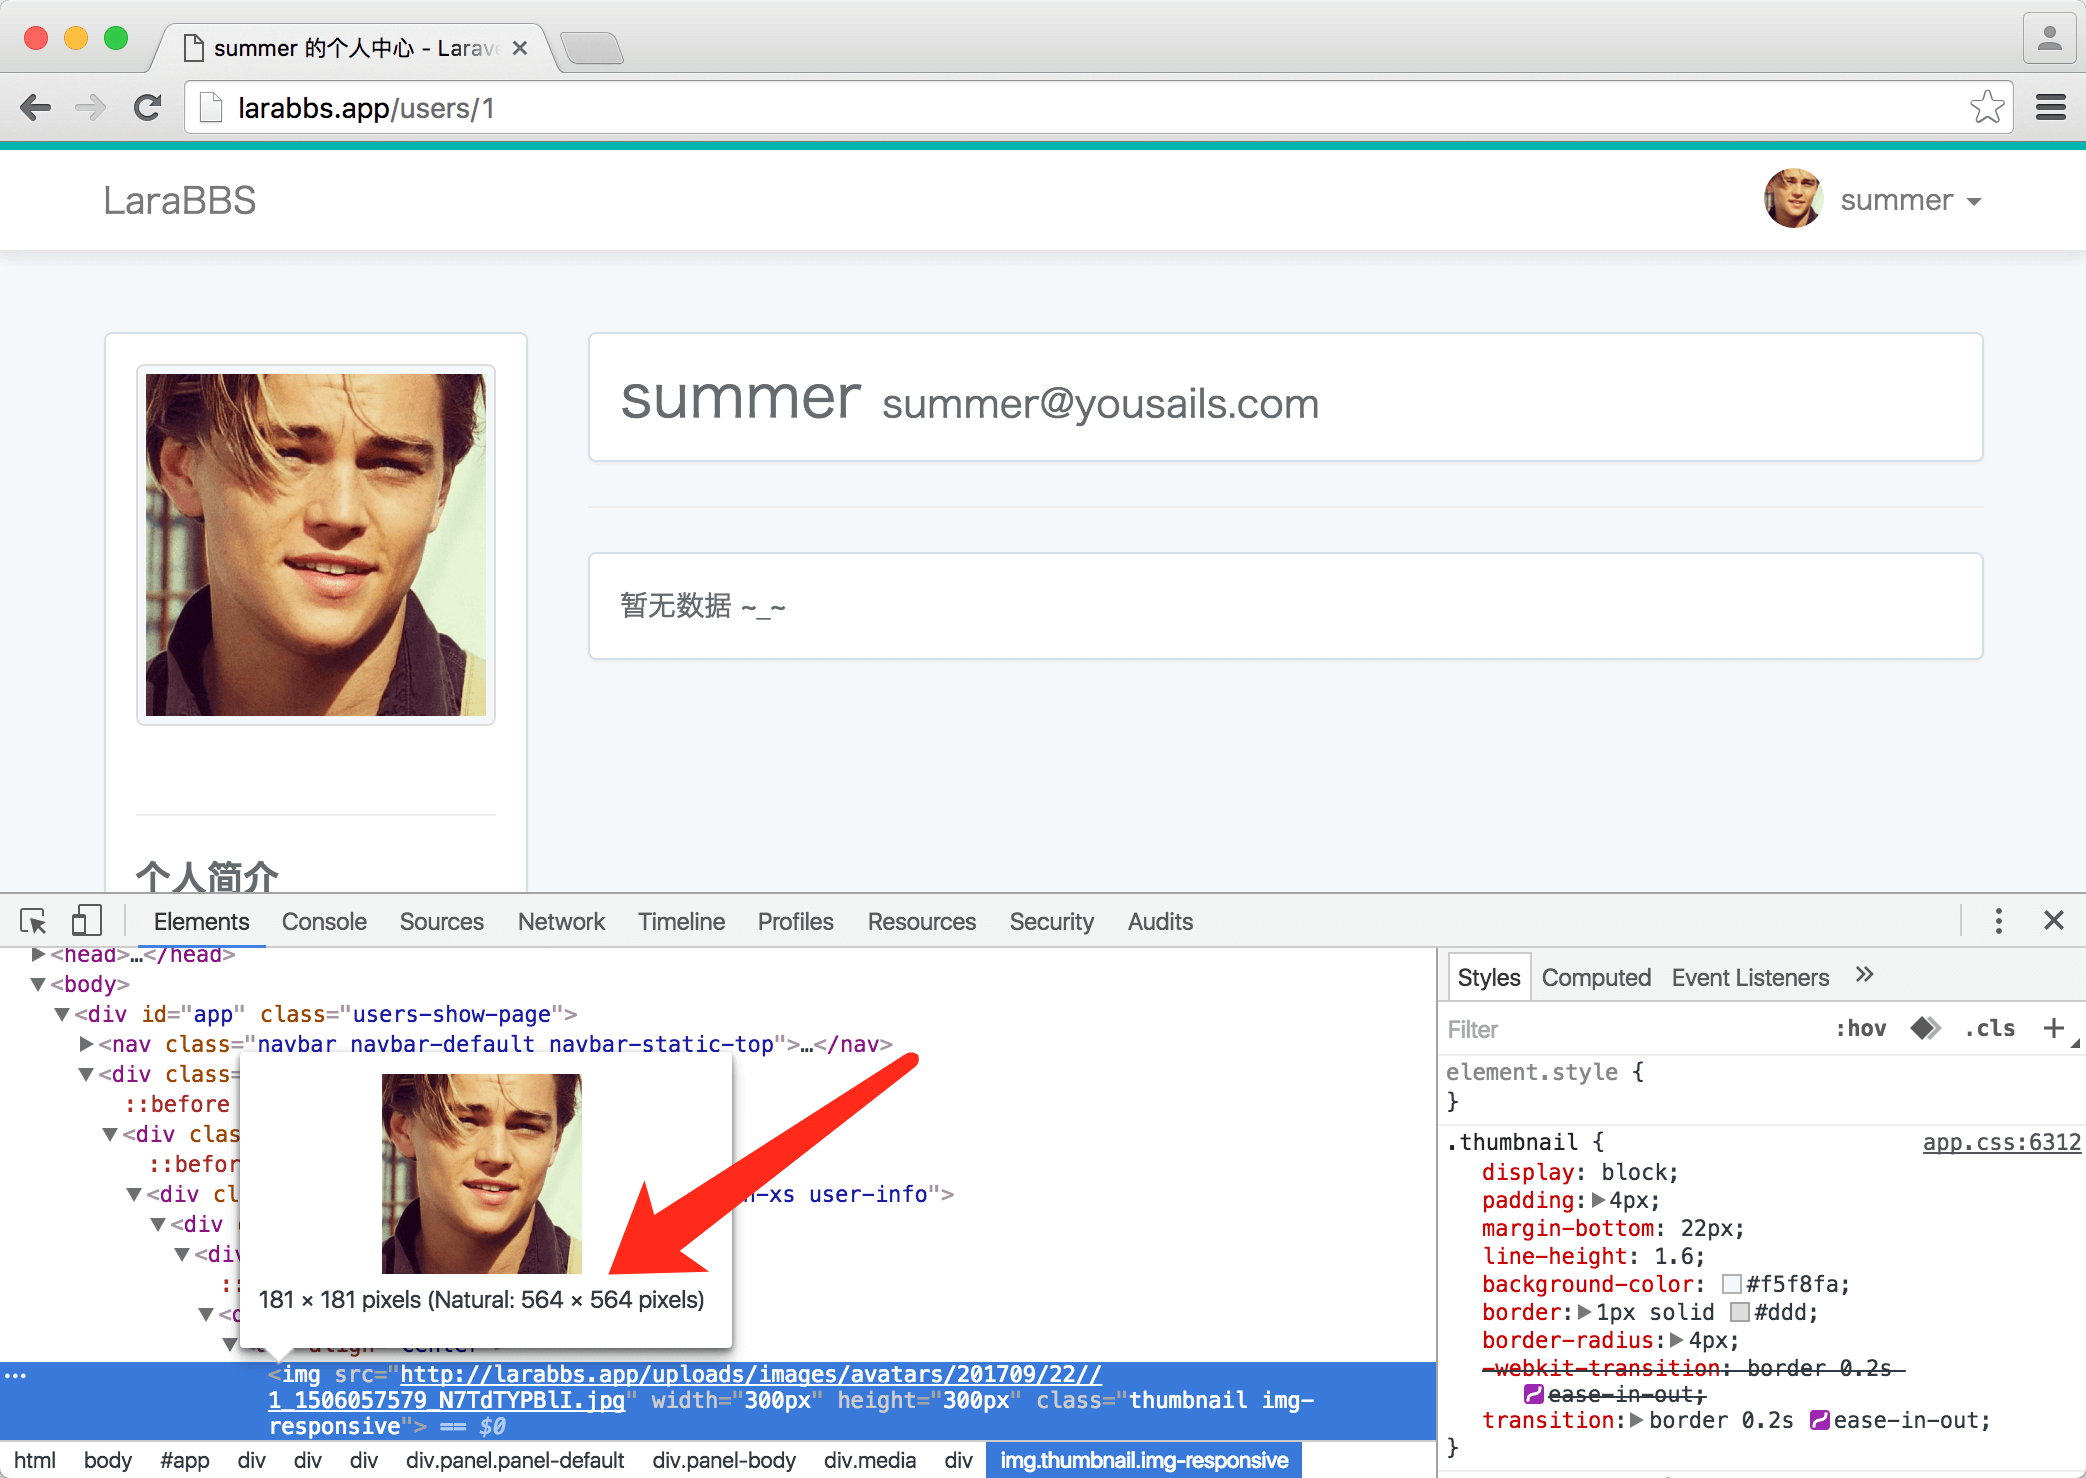 summer 的个人中心 - Larav
larabbs.app/users/1
LaraBBS
summer
summer summer@yousails.com
暂无数据 ~_~
个人简介
Elements Console Sources Network Timeline Profiles Resources Security Audits
<head>…</head>
<body>
<div id="app" class="users-show-page">
<nav class="navbar navbar-default navbar-static-top">…</nav>
<div class=
::before
<div clas
::befor
<div cl -xs user-info">
<div
<div
::
<d
181 × 181 pixels (Natural: 564 × 564 pixels)
<img src="http://larabbs.app/uploads/images/avatars/201709/22//
1_1506057579_N7TdTYPBlI.jpg" width="300px" height="300px" class="thumbnail img-
responsive"> == $0
html body #app div div div div.panel.panel-default div.panel-body div.media div img.thumbnail.img-responsive
Styles Computed Event Listeners »
Filter :hov .cls +
element.style {
}
.thumbnail { app.css:6312
display: block;
padding: 4px;
margin-bottom: 22px;
line-height: 1.6;
background-color: #f5f8fa;
border: 1px solid #ddd;
border-radius: 4px;
-webkit-transition: border 0.2s
ease-in-out;
transition: border 0.2s ease-in-out;
}